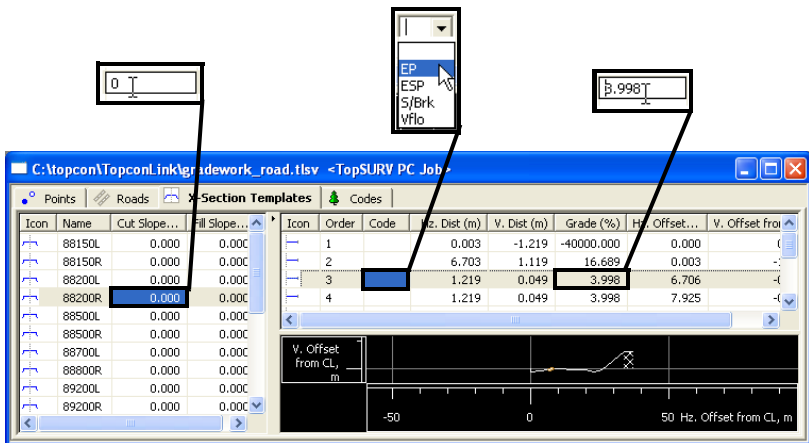 EP
ESP
S/Brk
Vflo
0
3.998
C:\topcon\TopconLink\gradework_road.tlsv <TopSURV PC Job>
Points Roads X-Section Templates Codes
Icon Name Cut Slope... Fill Slope...
88150L 0.000 0.000
88150R 0.000 0.000
88200L 0.000 0.000
88200R 0.000 0.000
88500L 0.000 0.000
88500R 0.000 0.000
88700L 0.000 0.000
88800R 0.000 0.000
89200L 0.000 0.000
89200R 0.000 0.000
Icon Order Code Hz. Dist (m) V. Dist (m) Grade (%) Hz. Offset... V. Offset from
1 0.003 -1.219 -40000.000 0.000
2 6.703 1.119 16.689 0.003
3 1.219 0.049 3.998 6.706
4 1.219 0.049 3.998 7.925
V. Offset
from CL,
m
-50 0 50 Hz. Offset from CL, m